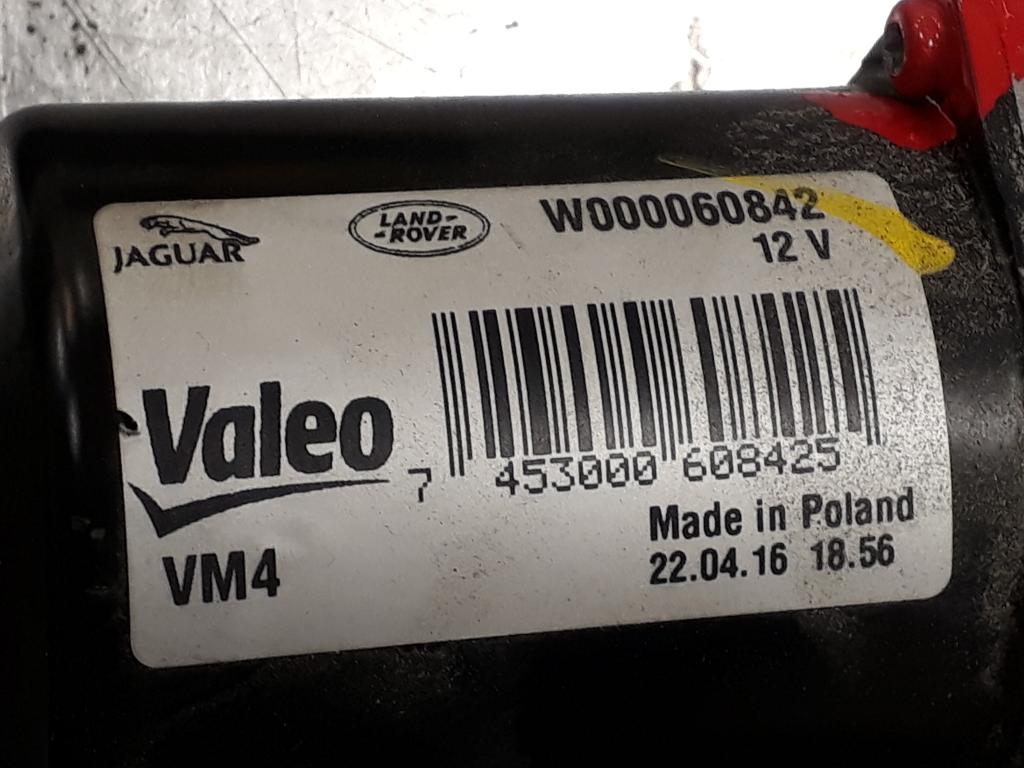 JAGUAR
LAND-
-ROVER
W000060842
12 V
Valeo
7 453000 608425
VM4
Made in Poland
22.04.16 18.56